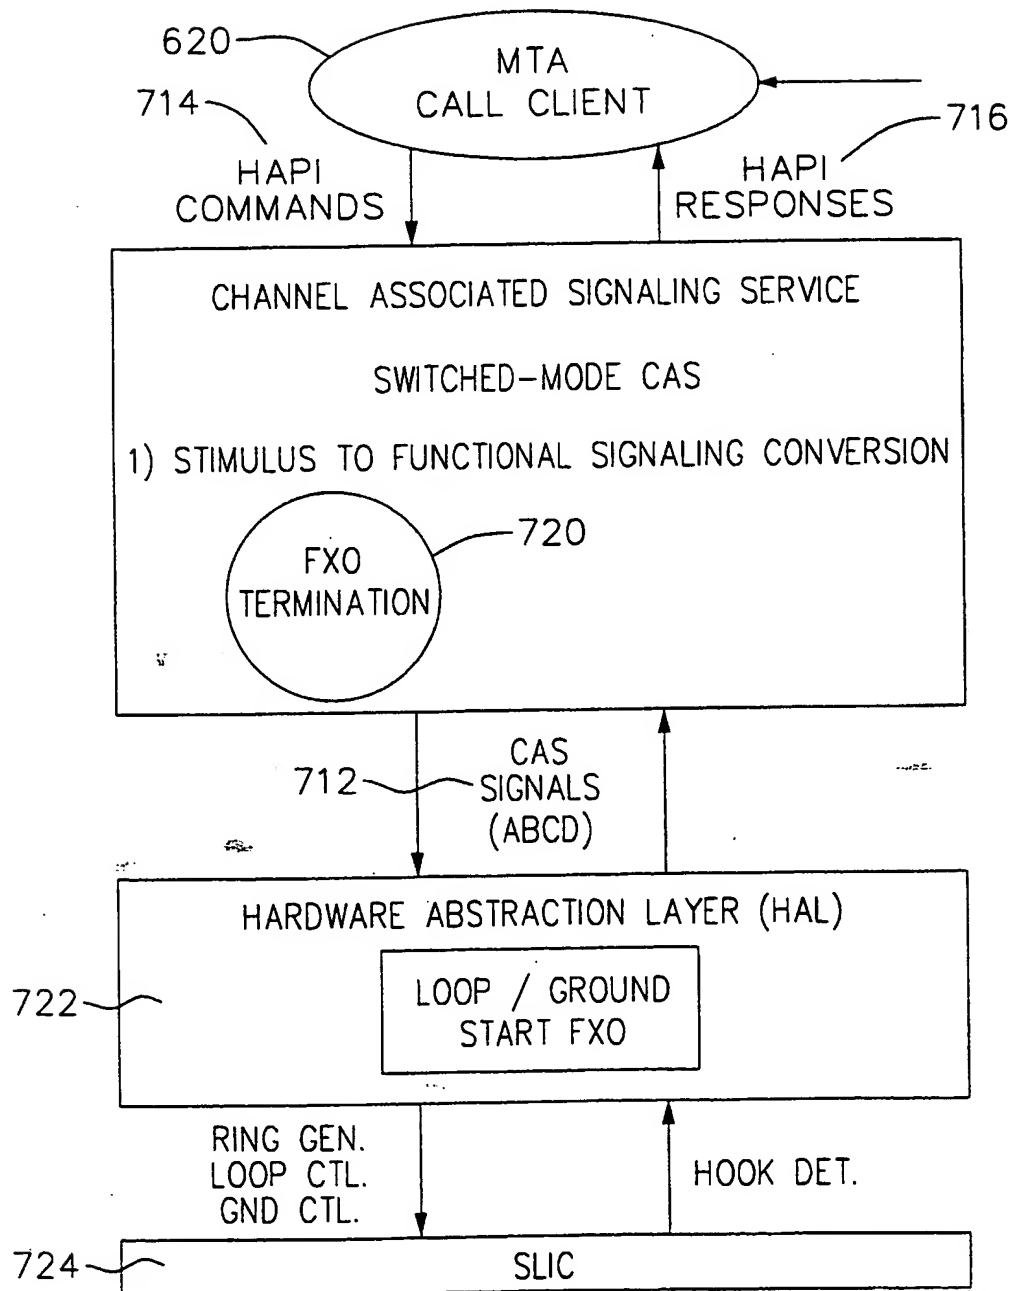 620
MTA
CALL CLIENT
714
716
HAPI
COMMANDS
HAPI
RESPONSES
CHANNEL ASSOCIATED SIGNALING SERVICE
SWITCHED-MODE CAS
1) STIMULUS TO FUNCTIONAL SIGNALING CONVERSION
720
FXO
TERMINATION
712
CAS
SIGNALS
(ABCD)
HARDWARE ABSTRACTION LAYER (HAL)
722
LOOP / GROUND
START FXO
RING GEN.
LOOP CTL.
GND CTL.
HOOK DET.
724
SLIC